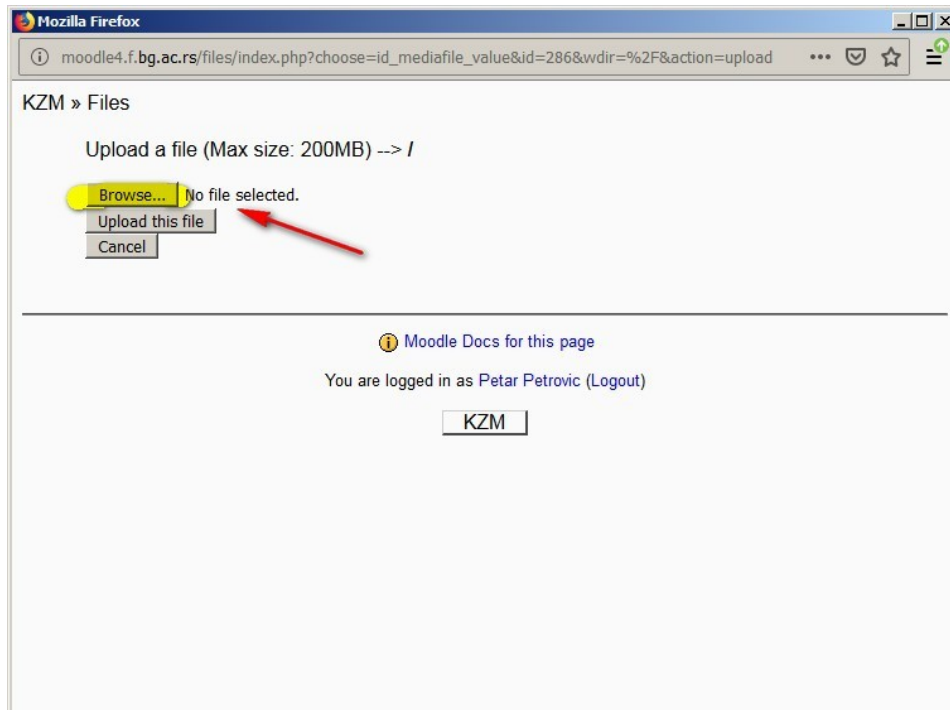 Mozilla Firefox
moodle4.f.bg.ac.rs/files/index.php?choose=id_mediafile_value&id=286&wdir=%2F&action=upload
KZM » Files
Upload a file (Max size: 200MB) --> /
Browse... No file selected.
Upload this file
Cancel
Moodle Docs for this page
You are logged in as Petar Petrovic (Logout)
KZM